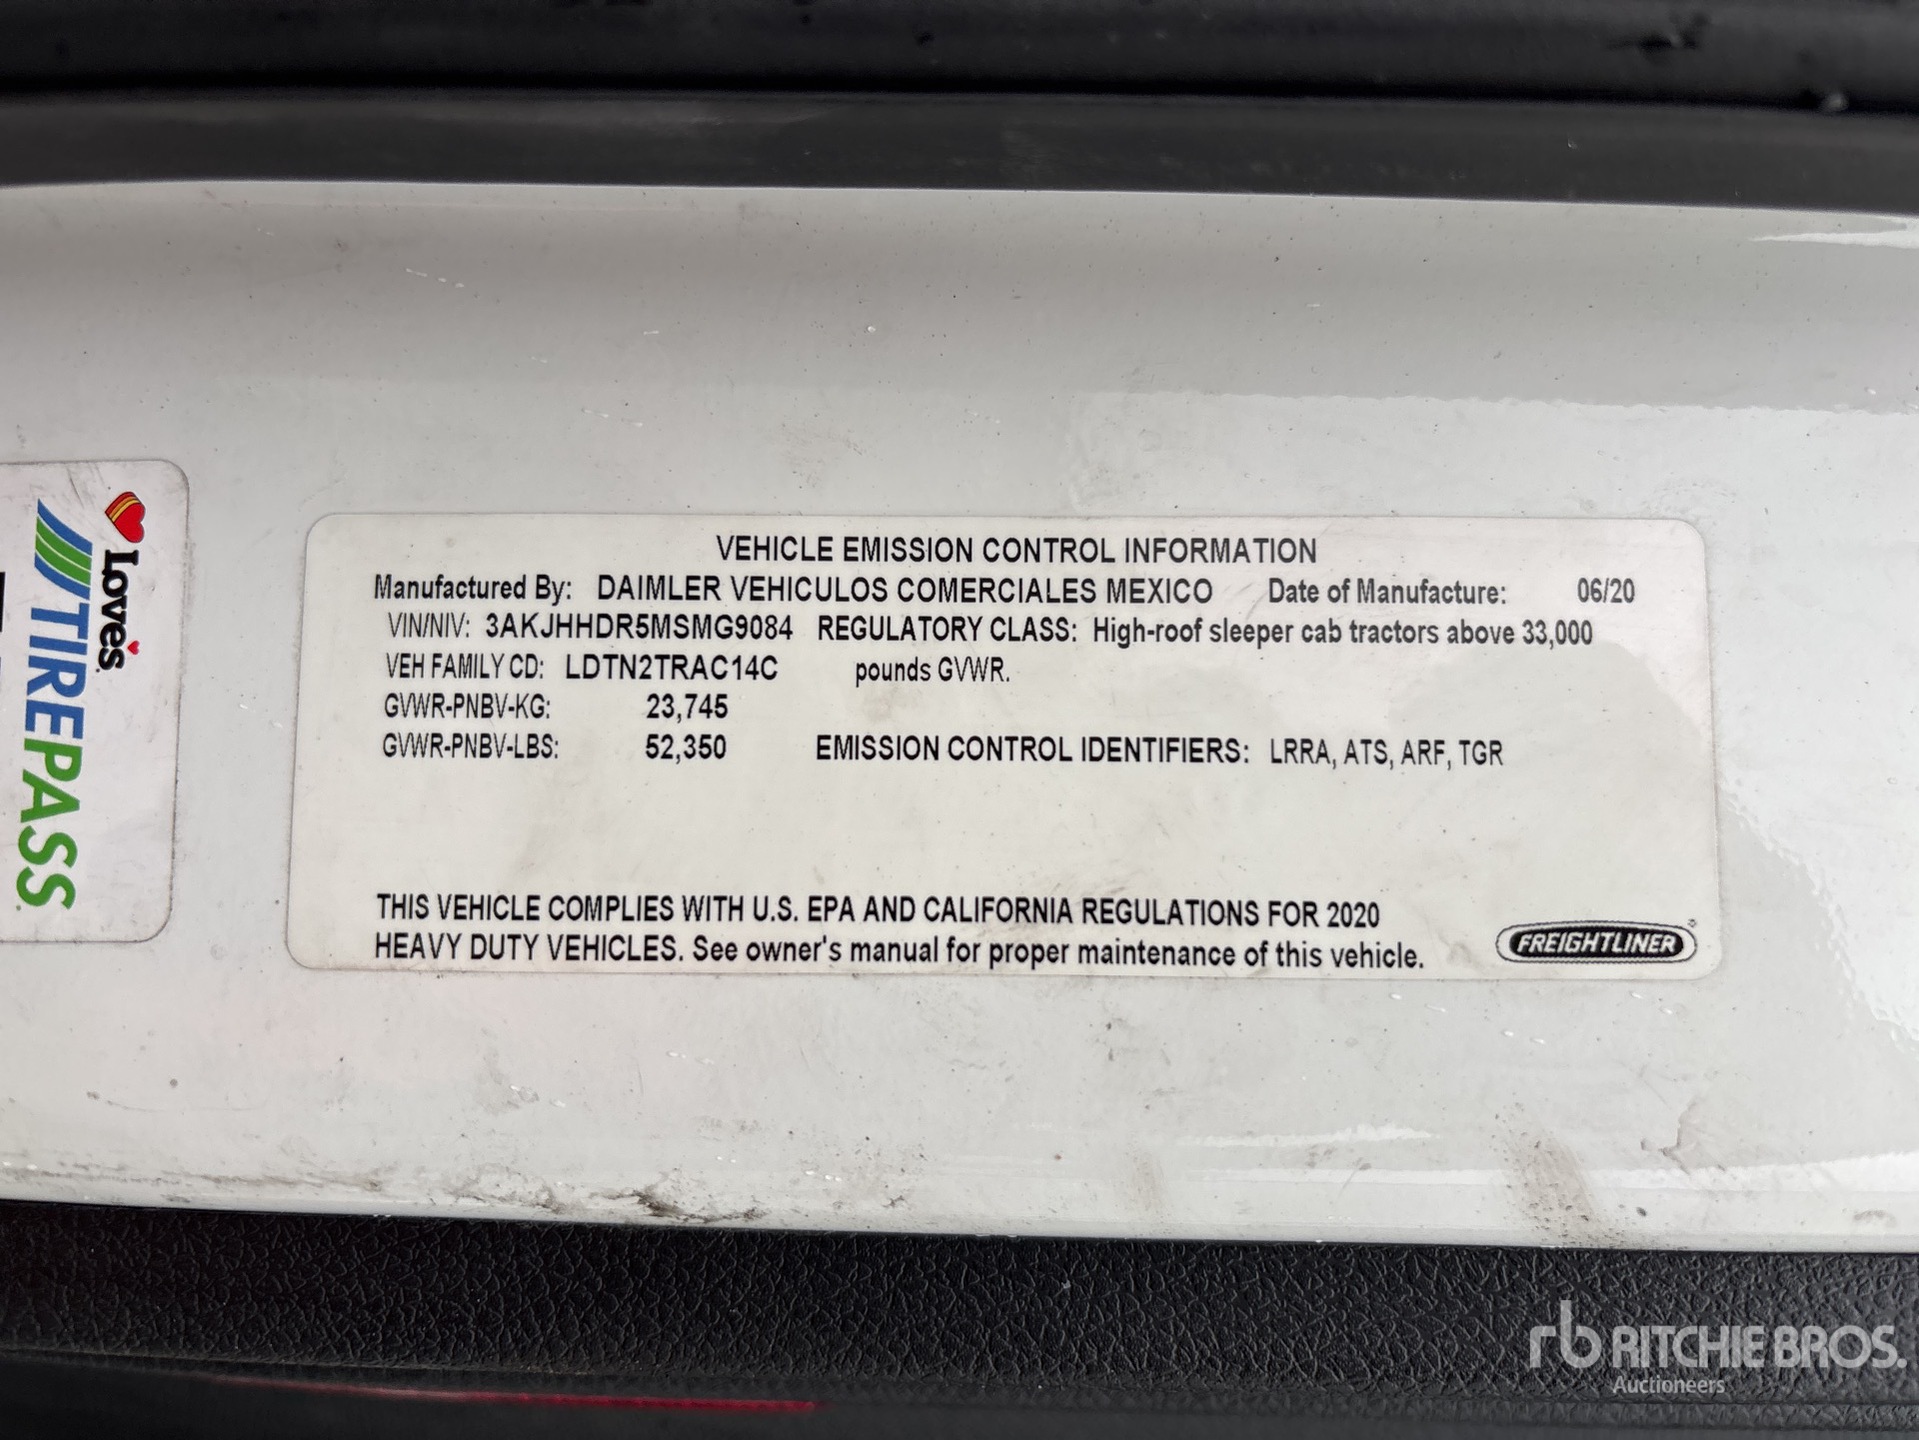 Love's
TIREPASS
VEHICLE EMISSION CONTROL INFORMATION
Manufactured By: DAIMLER VEHICULOS COMERCIALES MEXICO Date of Manufacture: 06/20
VIN/NIV: 3AKJHHDR5MSMG9084 REGULATORY CLASS: High-roof sleeper cab tractors above 33,000
VEH FAMILY CD: LDTN2TRAC14C pounds GVWR.
GVWR-PNBV-KG: 23,745
GVWR-PNBV-LBS: 52,350 EMISSION CONTROL IDENTIFIERS: LRRA, ATS, ARF, TGR
THIS VEHICLE COMPLIES WITH U.S. EPA AND CALIFORNIA REGULATIONS FOR 2020
HEAVY DUTY VEHICLES. See owner's manual for proper maintenance of this vehicle.
FREIGHTLINER
rb RITCHIE BROS.
Auctioneers